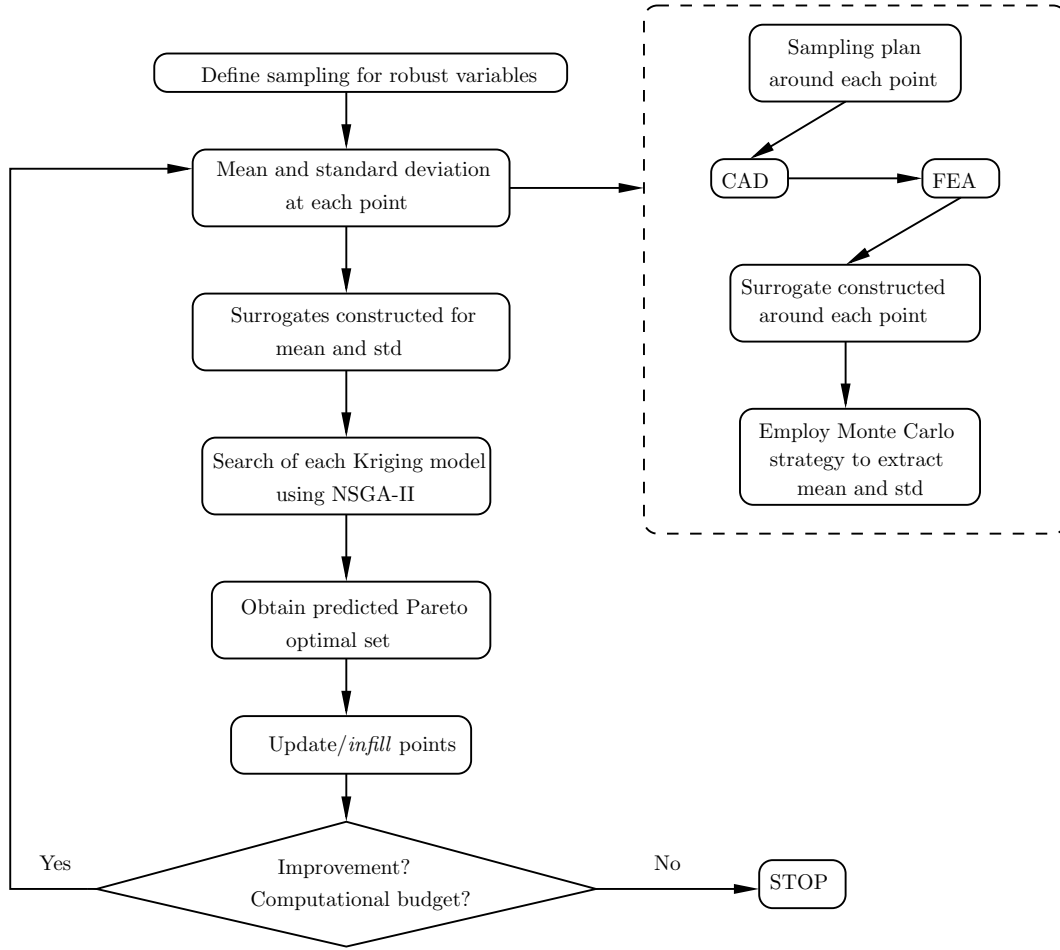 Define sampling for robust variables
Mean and standard deviation
at each point
Surrogates constructed for
mean and std
Search of each Kriging model
using NSGA-II
Obtain predicted Pareto
optimal set
Update/infill points
Improvement?
Computational budget?
Yes
No
STOP
Sampling plan
around each point
CAD
FEA
Surrogate constructed
around each point
Employ Monte Carlo
strategy to extract
mean and std